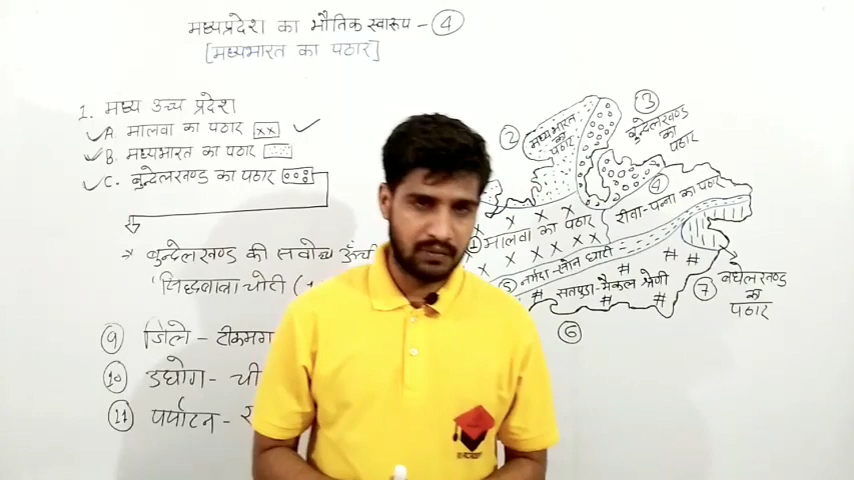 मध्यप्रदेश का भौतिक स्वारूप - ④
[मध्यभारत का पठार]
1. मध्य उच्च प्रदेश
A. मालवा का पठार xx
B. मध्यभारत का पठार
C. बुन्देलखण्ड का पठार
→ बुन्देलखण्ड की सर्वोच्च ऊँची
सिद्धबाबा चोटी (
⑨ जिले - टीकमग
⑩ उद्योग - ची
⑪ पर्यटन -
② मध्यभारत
का
पठार
③
बुन्देलखण्ड
का
पठार
④
रीवा-पन्ना का पठार
① मालवा का पठार
⑤ नर्मदा-सोन घाटी
सतपुड़ा-मैकल श्रेणी
⑥
⑦ बघेलखण्ड
का
पठार